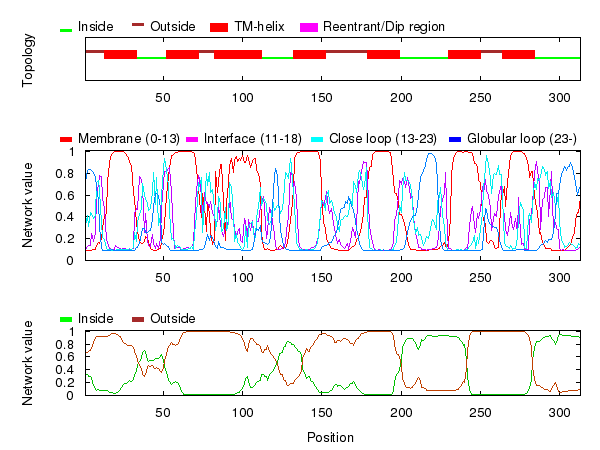 Inside Outside TM-helix Reentrant/Dip region
Topology
50 100 150 200 250 300
Membrane (0-13) Interface (11-18) Close loop (13-23) Globular loop (23-)
Network value
1
0.8
0.6
0.4
0.2
0
50 100 150 200 250 300
Inside Outside
Network value
1
0.8
0.6
0.4
0.2
0
50 100 150 200 250 300
Position